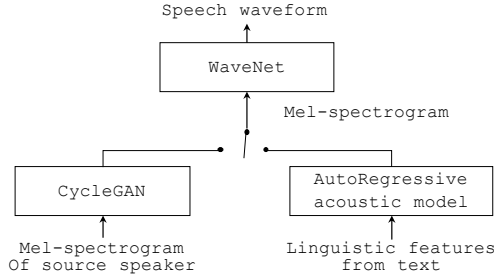 Speech waveform
WaveNet
Mel-spectrogram
CycleGAN
AutoRegressive
acoustic model
Mel-spectrogram
Of source speaker
Linguistic features
from text